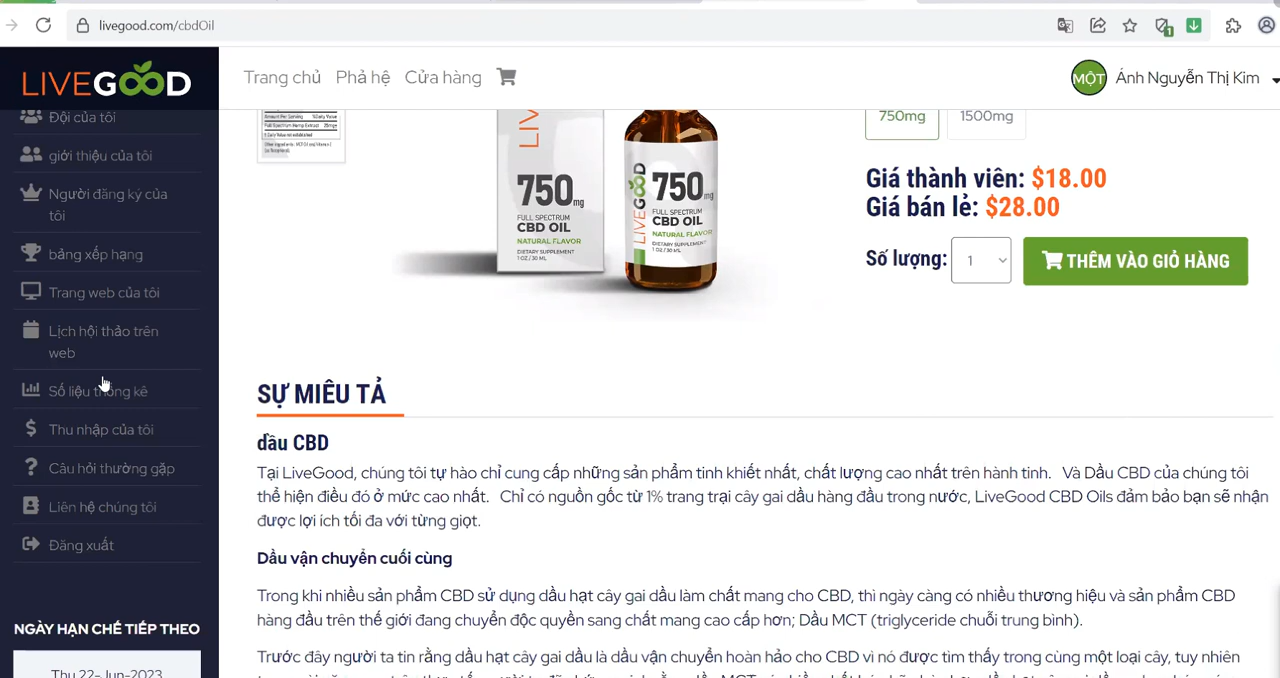 livegood.com/cbdOil
1
LIVEGOOD
Trang chủ Phả hệ Cửa hàng
MỘT Ánh Nguyễn Thị Kim
Đội của tôi
giới thiệu của tôi
Người đăng ký của
tôi
bảng xếp hạng
Trang web của tôi
Lịch hội thảo trên
web
Số liệu thống kê
Thu nhập của tôi
Câu hỏi thường gặp
Liên hệ chúng tôi
Đăng xuất
NGÀY HẠN CHẾ TIẾP THEO
Thu 22-Jun-2023
LIV
750mg
FULL SPECTRUM
CBD OIL
NATURAL FLAVOR
DIETARY SUPPLEMENT
1 OZ / 30 ML
LIVEGOOD
750mg
FULL SPECTRUM
CBD OIL
NATURAL FLAVOR
DIETARY SUPPLEMENT
1 OZ / 30 ML
750mg 1500mg
Giá thành viên: $18.00
Giá bán lẻ: $28.00
Số lượng: 1 THÊM VÀO GIỎ HÀNG
SỰ MIÊU TẢ
dầu CBD
Tại LiveGood, chúng tôi tự hào chỉ cung cấp những sản phẩm tinh khiết nhất, chất lượng cao nhất trên hành tinh. Và Dầu CBD của chúng tôi
thể hiện điều đó ở mức cao nhất. Chỉ có nguồn gốc từ 1% trang trại cây gai dầu hàng đầu trong nước, LiveGood CBD Oils đảm bảo bạn sẽ nhận
được lợi ích tối đa với từng giọt.
Dầu vận chuyển cuối cùng
Trong khi nhiều sản phẩm CBD sử dụng dầu hạt cây gai dầu làm chất mang cho CBD, thì ngày càng có nhiều thương hiệu và sản phẩm CBD
hàng đầu trên thế giới đang chuyển độc quyền sang chất mang cao cấp hơn; Dầu MCT (triglyceride chuỗi trung bình).
Trước đây người ta tin rằng dầu hạt cây gai dầu là dầu vận chuyển hoàn hảo cho CBD vì nó được tìm thấy trong cùng một loại cây, tuy nhiên